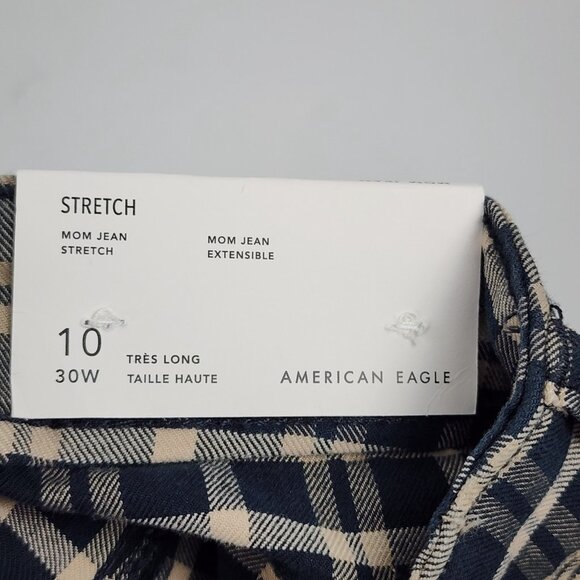 STRETCH
MOM JEAN
STRETCH
MOM JEAN
EXTENSIBLE
10
30W
TRÈS LONG
TAILLE HAUTE
AMERICAN EAGLE